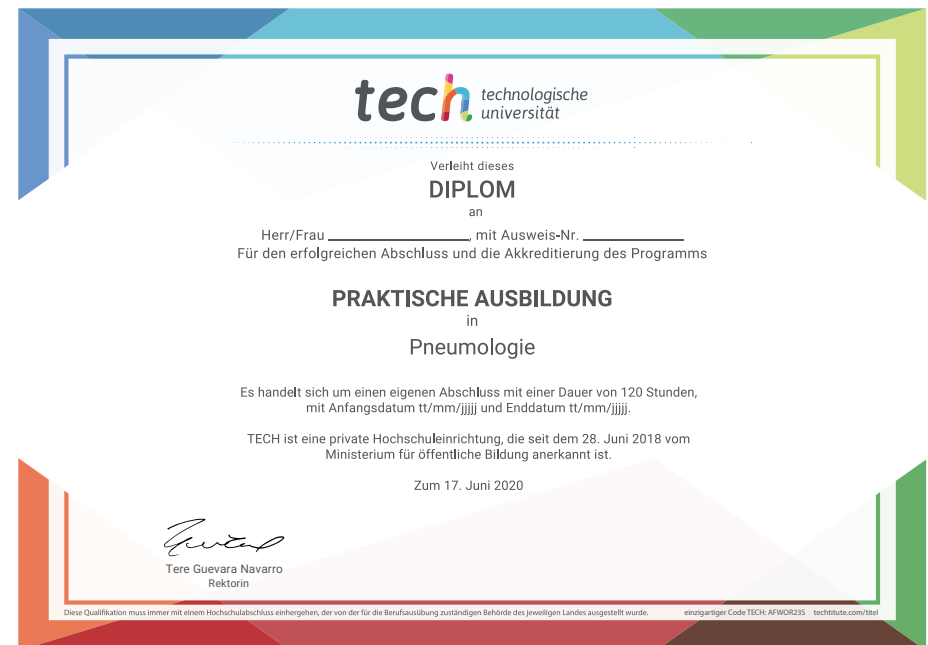 tech technologische
universität
Verleiht dieses
DIPLOM
an
Herr/Frau ____________________, mit Ausweis-Nr. ______________
Für den erfolgreichen Abschluss und die Akkreditierung des Programms
PRAKTISCHE AUSBILDUNG
in
Pneumologie
Es handelt sich um einen eigenen Abschluss mit einer Dauer von 120 Stunden,
mit Anfangsdatum tt/mm/jjjjj und Enddatum tt/mm/jjjjj.
TECH ist eine private Hochschuleinrichtung, die seit dem 28. Juni 2018 vom
Ministerium für öffentliche Bildung anerkannt ist.
Zum 17. Juni 2020
Tere Guevara Navarro
Rektorin
Diese Qualifikation muss immer mit einem Hochschulabschluss einhergehen, der von der für die Berufsausübung zuständigen Behörde des jeweiligen Landes ausgestellt wurde. einzigartiger Code TECH: AFWOR23S techtitute.com/titel